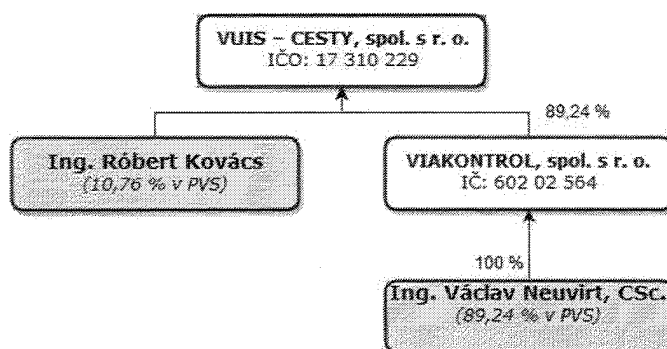 VUIS – CESTY, spol. s r. o.
IČO: 17 310 229
89,24 %
Ing. Róbert Kovács
(10,76 % v PVS)
VIAKONTROL, spol. s r. o.
IČ: 602 02 564
100 %
Ing. Václav Neuvirt, CSc.
(89,24 % v PVS)